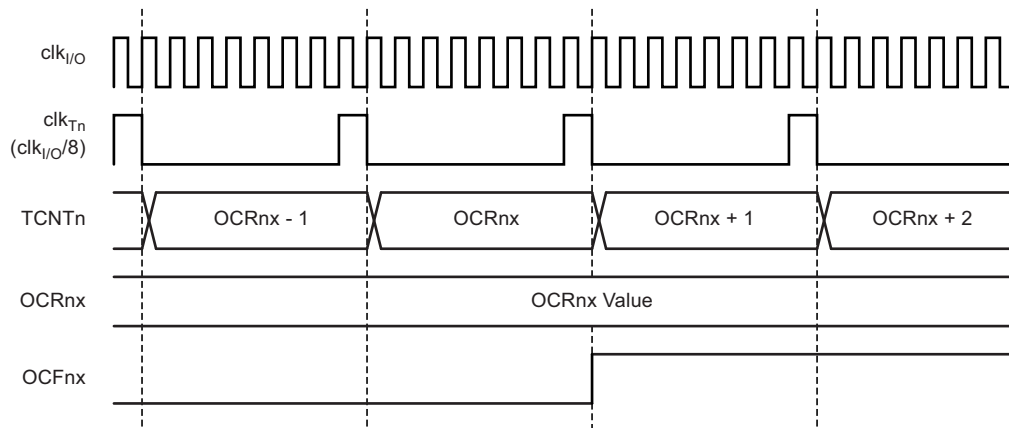 clkI/O
clkTn
(clkI/O/8)
TCNTn
OCRnx - 1
OCRnx
OCRnx + 1
OCRnx + 2
OCRnx
OCRnx Value
OCFnx